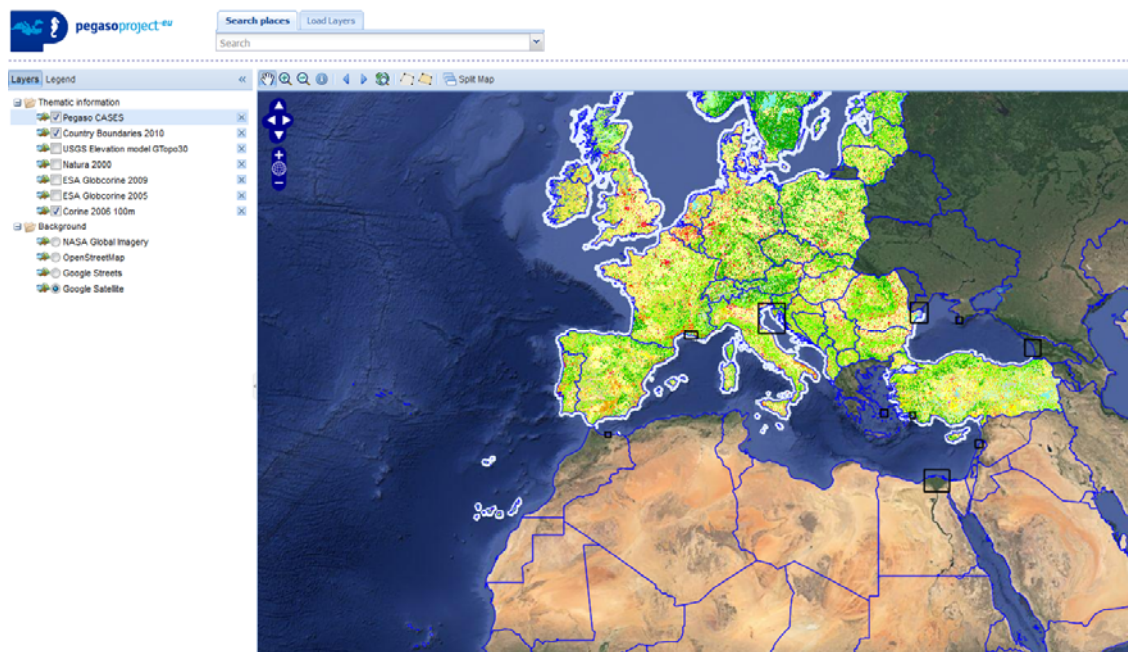 pegasoproject-eu
Search places Load Layers
Search
Layers Legend
Split Map
Thematic information
Pegaso CASES
Country Boundaries 2010
USGS Elevation model GTopo30
Natura 2000
ESA Globcorine 2009
ESA Globcorine 2005
Corine 2006 100m
Background
NASA Global Imagery
OpenStreetMap
Google Streets
Google Satellite